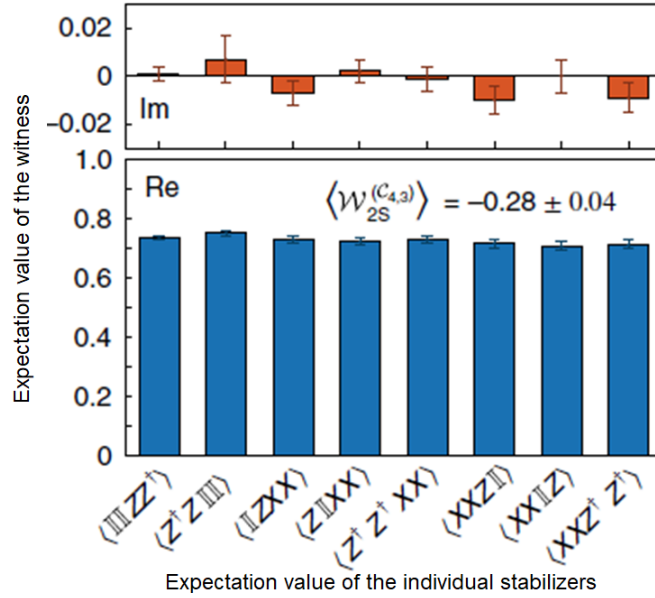 0.02
0
−0.02
Im
Expectation value of the witness
1.0
0.8
0.6
0.4
0.2
0
Re
⟨𝒲_2S^(𝒞_4,3)⟩ = −0.28 ± 0.04
⟨𝕀𝕀ZZ†⟩
⟨Z†Z𝕀𝕀⟩
⟨𝕀ZXX⟩
⟨Z𝕀XX⟩
⟨Z†Z†XX⟩
⟨XXZ𝕀⟩
⟨XX𝕀Z⟩
⟨XXZ†Z†⟩
Expectation value of the individual stabilizers